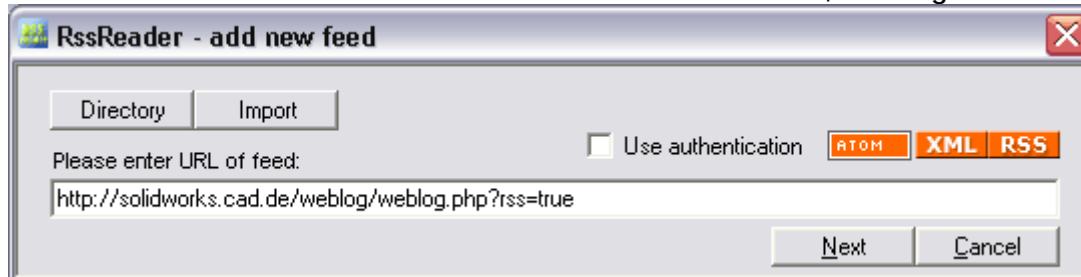 RssReader - add new feed
Directory Import
Use authentication ATOM XML RSS
Please enter URL of feed:
http://solidworks.cad.de/weblog/weblog.php?rss=true
Next Cancel